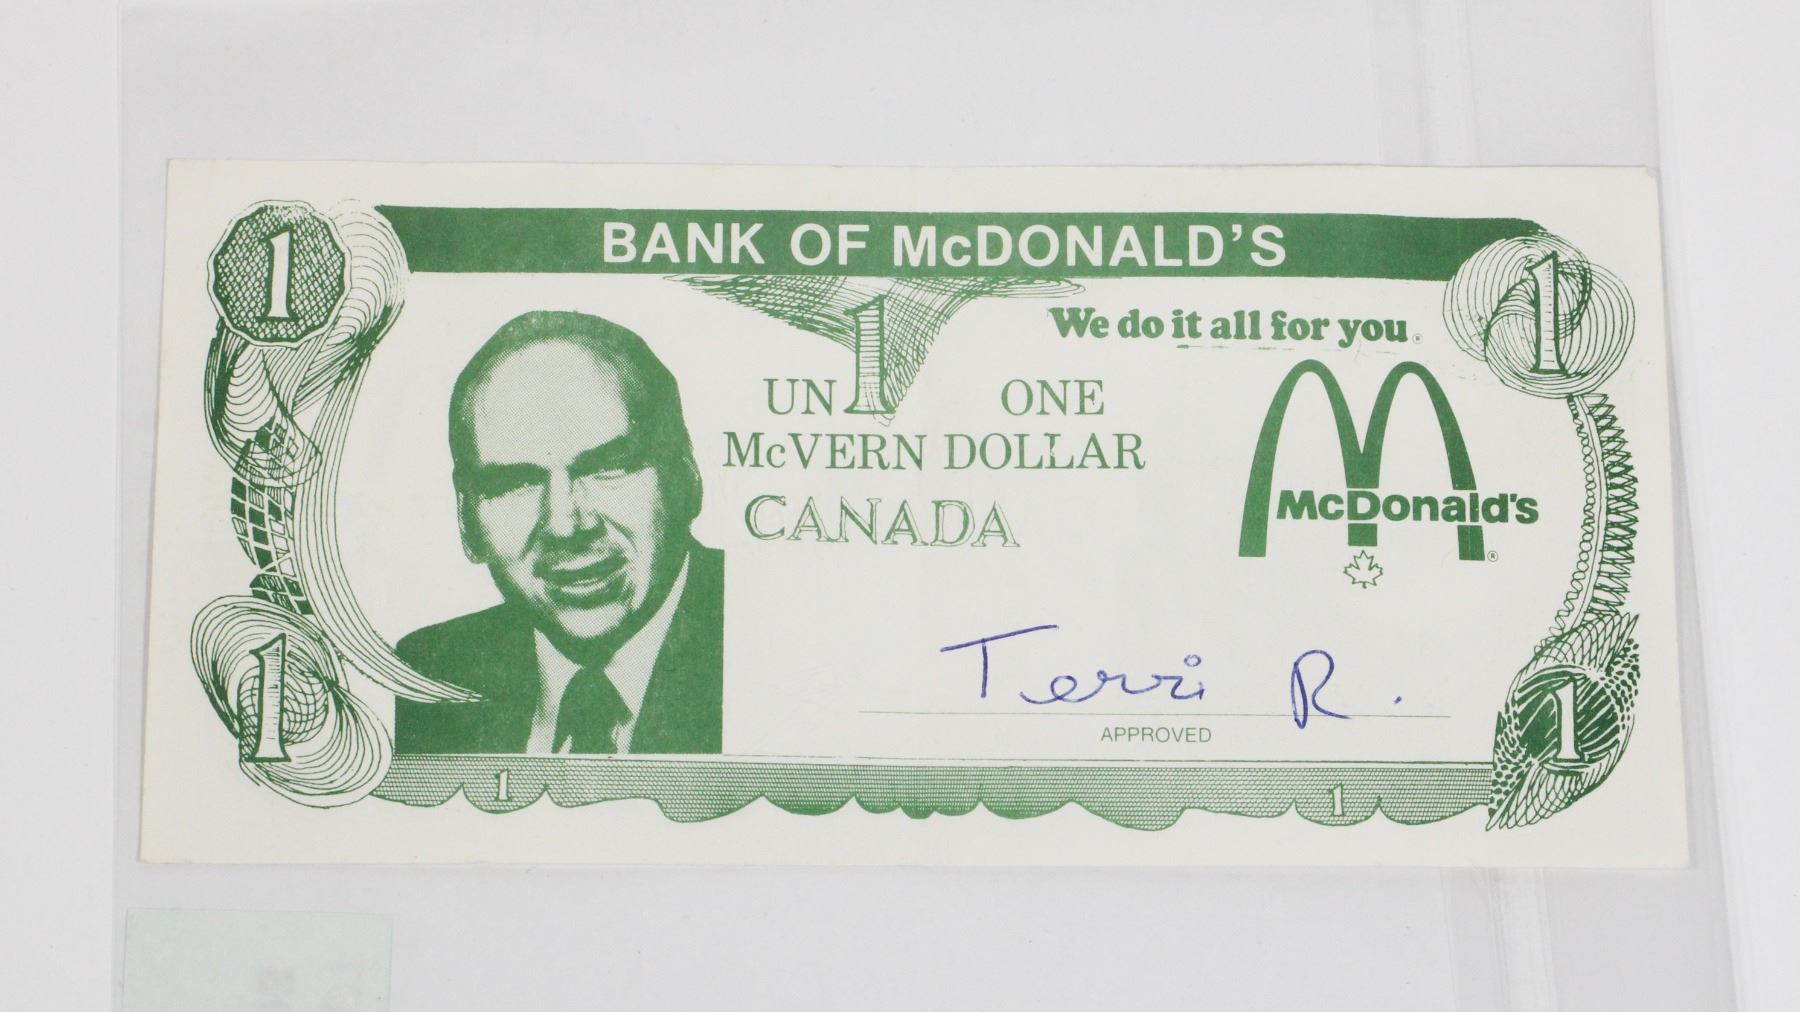 1
BANK OF McDONALD'S
1
We do it all for you®
UN 1 ONE
McVERN DOLLAR
CANADA
McDonald's
®
Terri R.
APPROVED
1
1
1
1